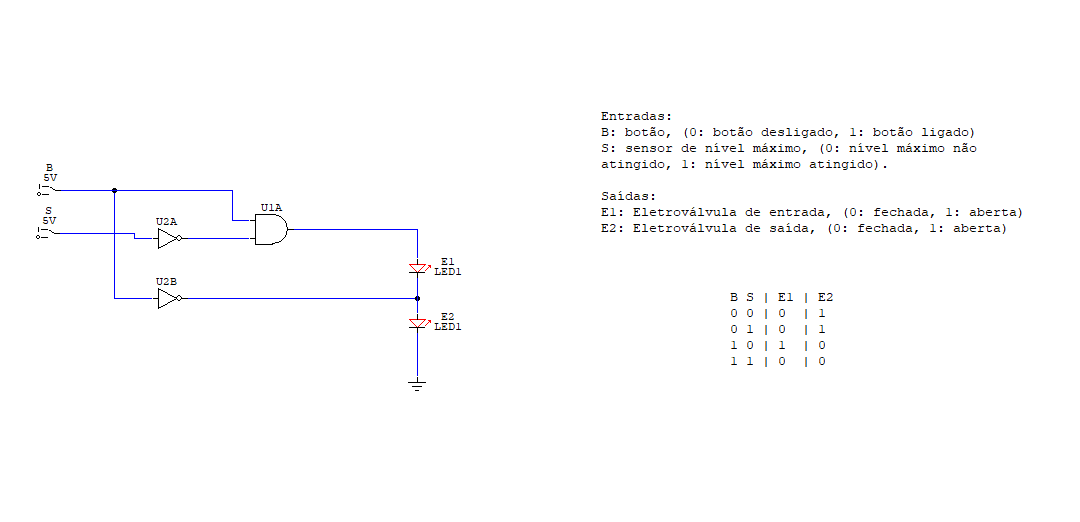 Entradas:
B: botão, (0: botão desligado, 1: botão ligado)
S: sensor de nível máximo, (0: nível máximo não
atingido, 1: nível máximo atingido).
Saídas:
E1: Eletroválvula de entrada, (0: fechada, 1: aberta)
E2: Eletroválvula de saída, (0: fechada, 1: aberta)
B
5V
S
5V
U2A
U1A
U2B
E1
LED1
E2
LED1
B S | E1 | E2
0 0 | 0 | 1
0 1 | 0 | 1
1 0 | 1 | 0
1 1 | 0 | 0